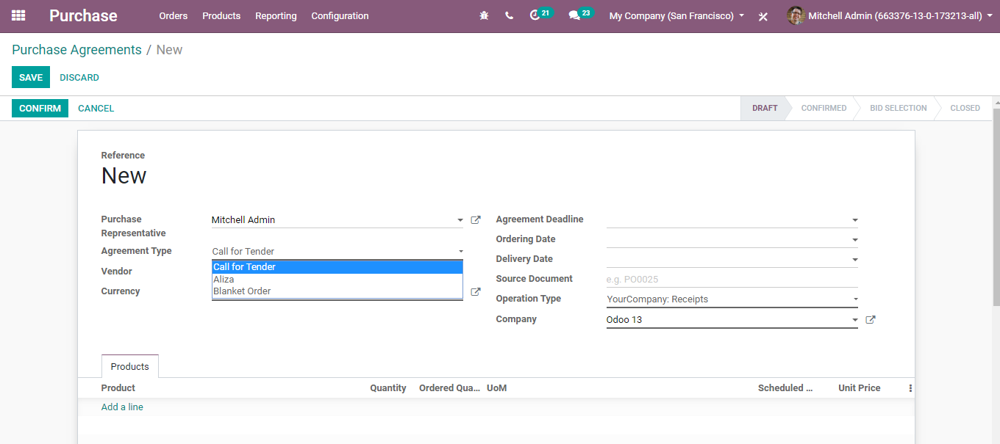 Purchase Orders Products Reporting Configuration 21 23 My Company (San Francisco) Mitchell Admin (663376-13-0-173213-all)
Purchase Agreements / New
SAVE DISCARD
CONFIRM CANCEL DRAFT CONFIRMED BID SELECTION CLOSED
Reference
New
Purchase Representative Mitchell Admin
Agreement Type Call for Tender
Call for Tender
Aliza
Blanket Order
Vendor
Currency
Agreement Deadline
Ordering Date
Delivery Date
Source Document e.g. PO0025
Operation Type YourCompany: Receipts
Company Odoo 13
Products
Product Quantity Ordered Qua... UoM Scheduled ... Unit Price
Add a line